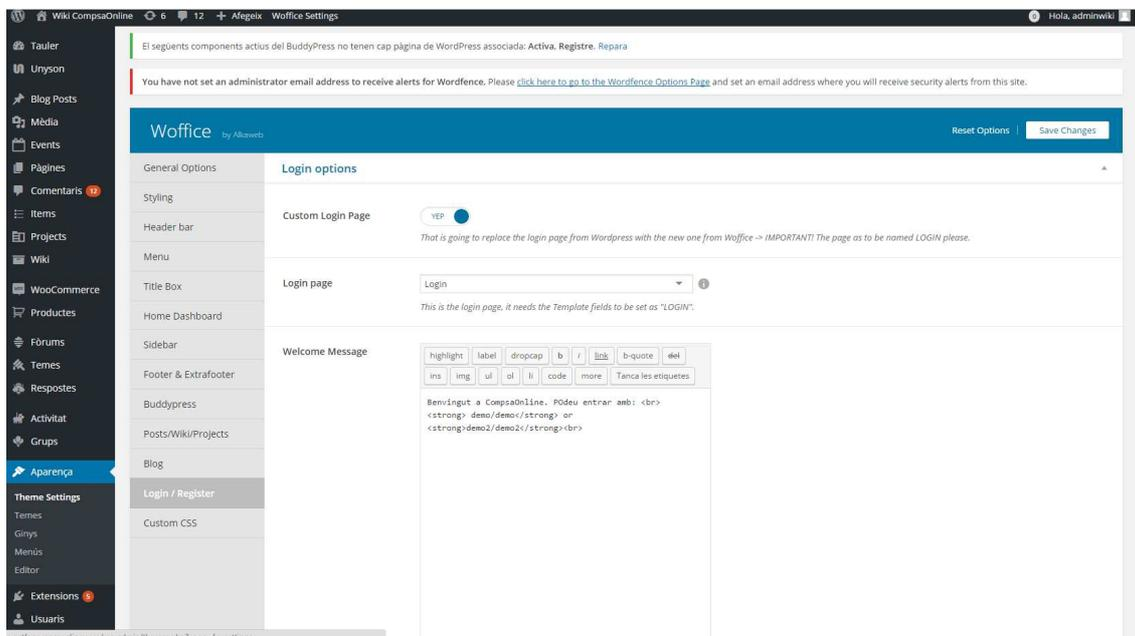 Wiki CompsaOnline 6 12 + Afegeix Woffice Settings 0 Hola, adminwiki
Tauler
Unyson
Blog Posts
Mèdia
Events
Pàgines
Comentaris 12
Items
Projects
Wiki
WooCommerce
Productes
Fòrums
Temes
Respostes
Activitat
Grups
Aparença
Theme Settings
Temes
Ginys
Menús
Editor
Extensions 5
Usuaris
El següents components actius del BuddyPress no tenen cap pàgina de WordPress associada: Activa, Registre. Repara
You have not set an administrator email address to receive alerts for Wordfence. Please click here to go to the Wordfence Options Page and set an email address where you will receive security alerts from this site.
Woffice by Alkaweb
Reset Options | Save Changes
General Options
Styling
Header bar
Menu
Title Box
Home Dashboard
Sidebar
Footer & Extrafooter
Buddypress
Posts/Wiki/Projects
Blog
Login / Register
Custom CSS
Login options
Custom Login Page
YEP
That is going to replace the login page from Wordpress with the new one from Woffice -> IMPORTANT! The page as to be named LOGIN please.
Login page
Login
This is the login page, it needs the Template fields to be set as "LOGIN".
Welcome Message
highlight label dropcap b i link b-quote del
ins img ul ol li code more Tanca les etiquetes
Benvingut a CompsaOnline. POdeu entrar amb: <br>
<strong> demo/demo</strong> or
<strong>demo2/demo2</strong><br>